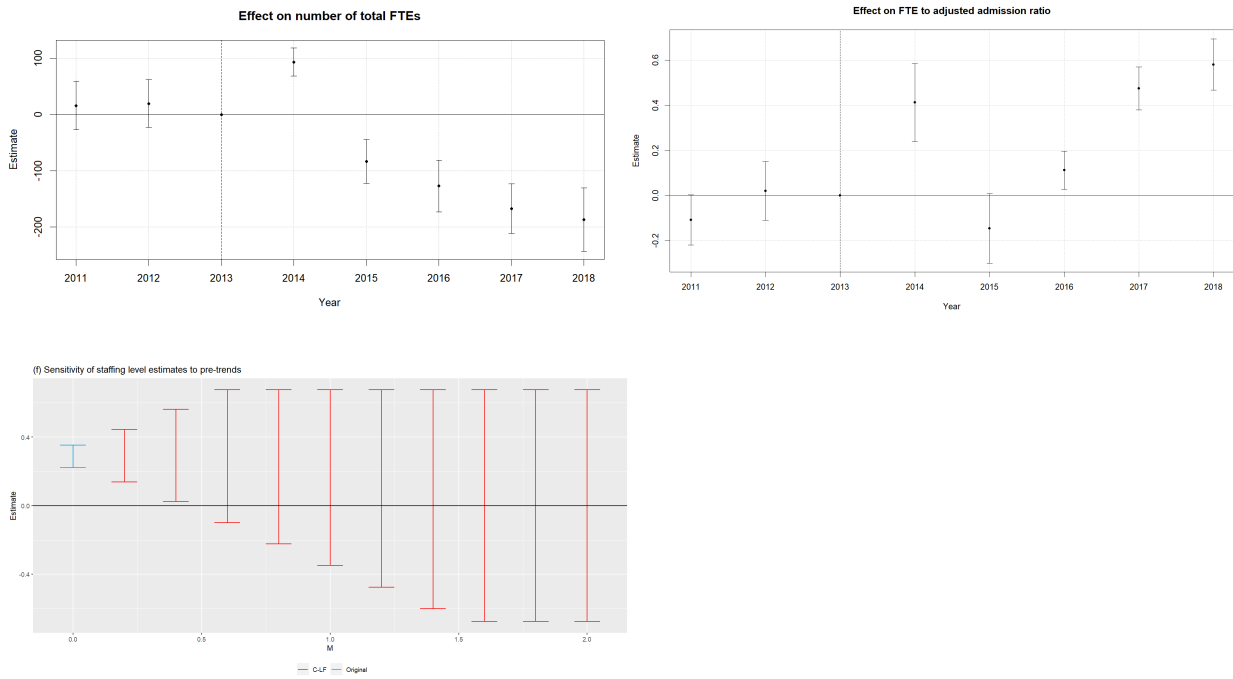 Effect on number of total FTEs
Estimate
100
0
-100
-200
2011 2012 2013 2014 2015 2016 2017 2018
Year
Effect on FTE to adjusted admission ratio
Estimate
0.6
0.4
0.2
0.0
-0.2
2011 2012 2013 2014 2015 2016 2017 2018
Year
(f) Sensitivity of staffing level estimates to pre-trends
Estimate
0.4
0.0
-0.4
0.0 0.5 1.0 1.5 2.0
M
C-LF Original